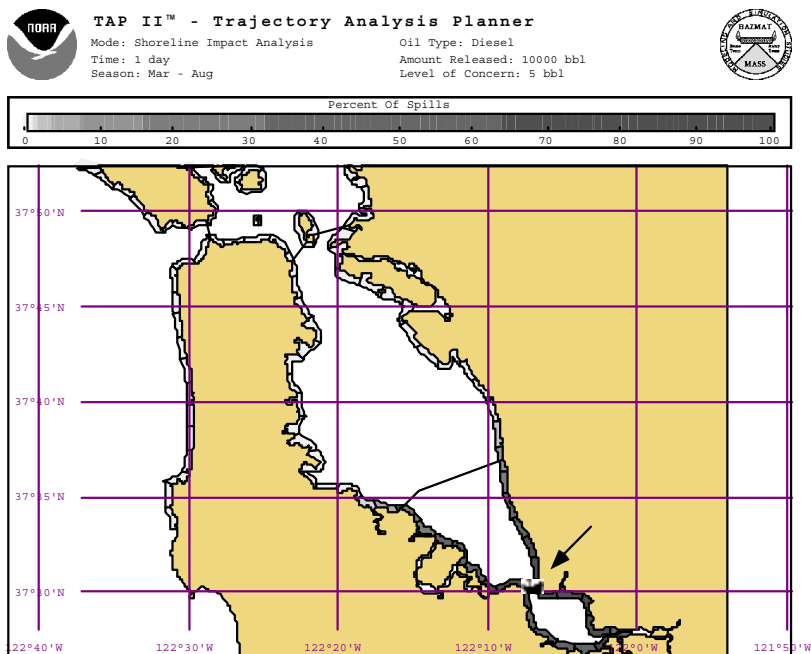 NOAA
TAP II™ - Trajectory Analysis Planner
Mode: Shoreline Impact Analysis
Time: 1 day
Season: Mar - Aug
Oil Type: Diesel
Amount Released: 10000 bbl
Level of Concern: 5 bbl
HAZMAT
MASS
Percent Of Spills
0 10 20 30 40 50 60 70 80 90 100
37°50'N
37°45'N
37°40'N
37°35'N
37°30'N
122°40'W 122°30'W 122°20'W 122°10'W 122°0'W 121°50'W